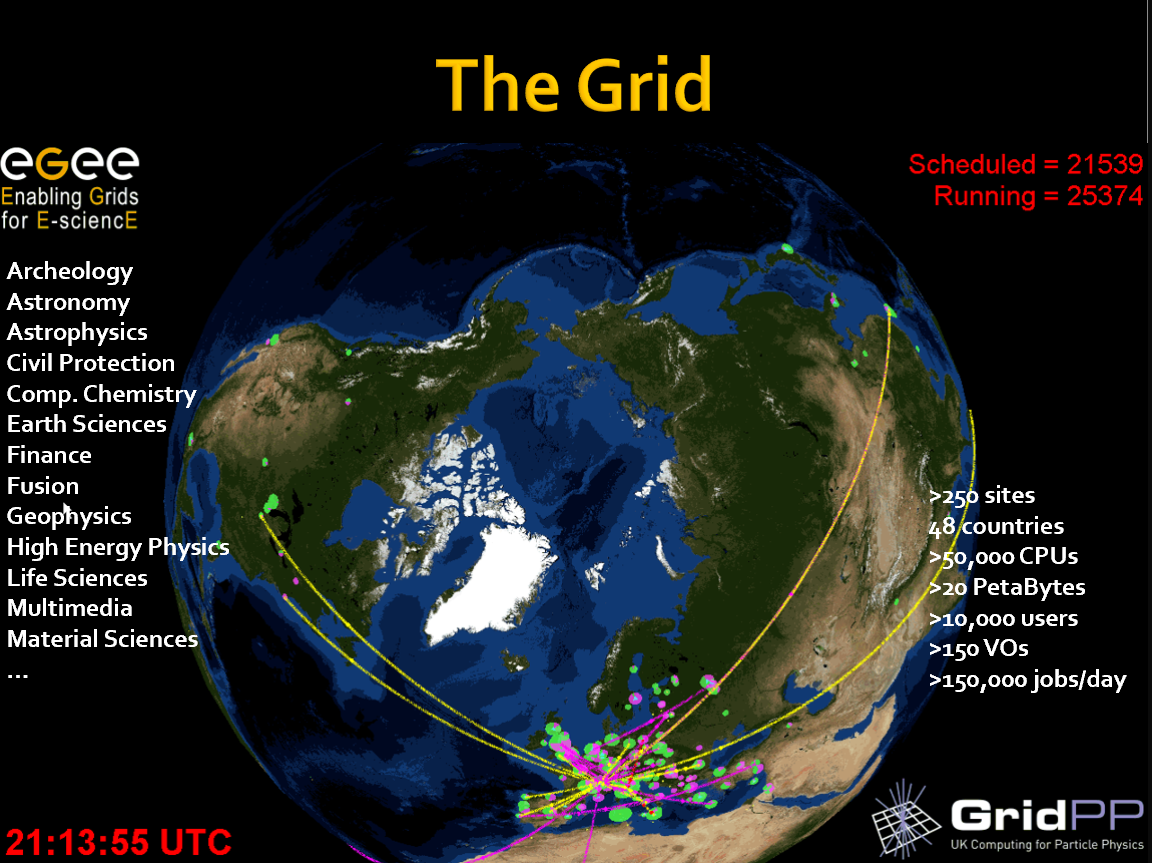 The Grid
eGee
Enabling Grids
for E-sciencE
Scheduled = 21539
Running = 25374
Archeology
Astronomy
Astrophysics
Civil Protection
Comp. Chemistry
Earth Sciences
Finance
Fusion
Geophysics
High Energy Physics
Life Sciences
Multimedia
Material Sciences
...
>250 sites
48 countries
>50,000 CPUs
>20 PetaBytes
>10,000 users
>150 VOs
>150,000 jobs/day
21:13:55 UTC
GridPP
UK Computing for Particle Physics